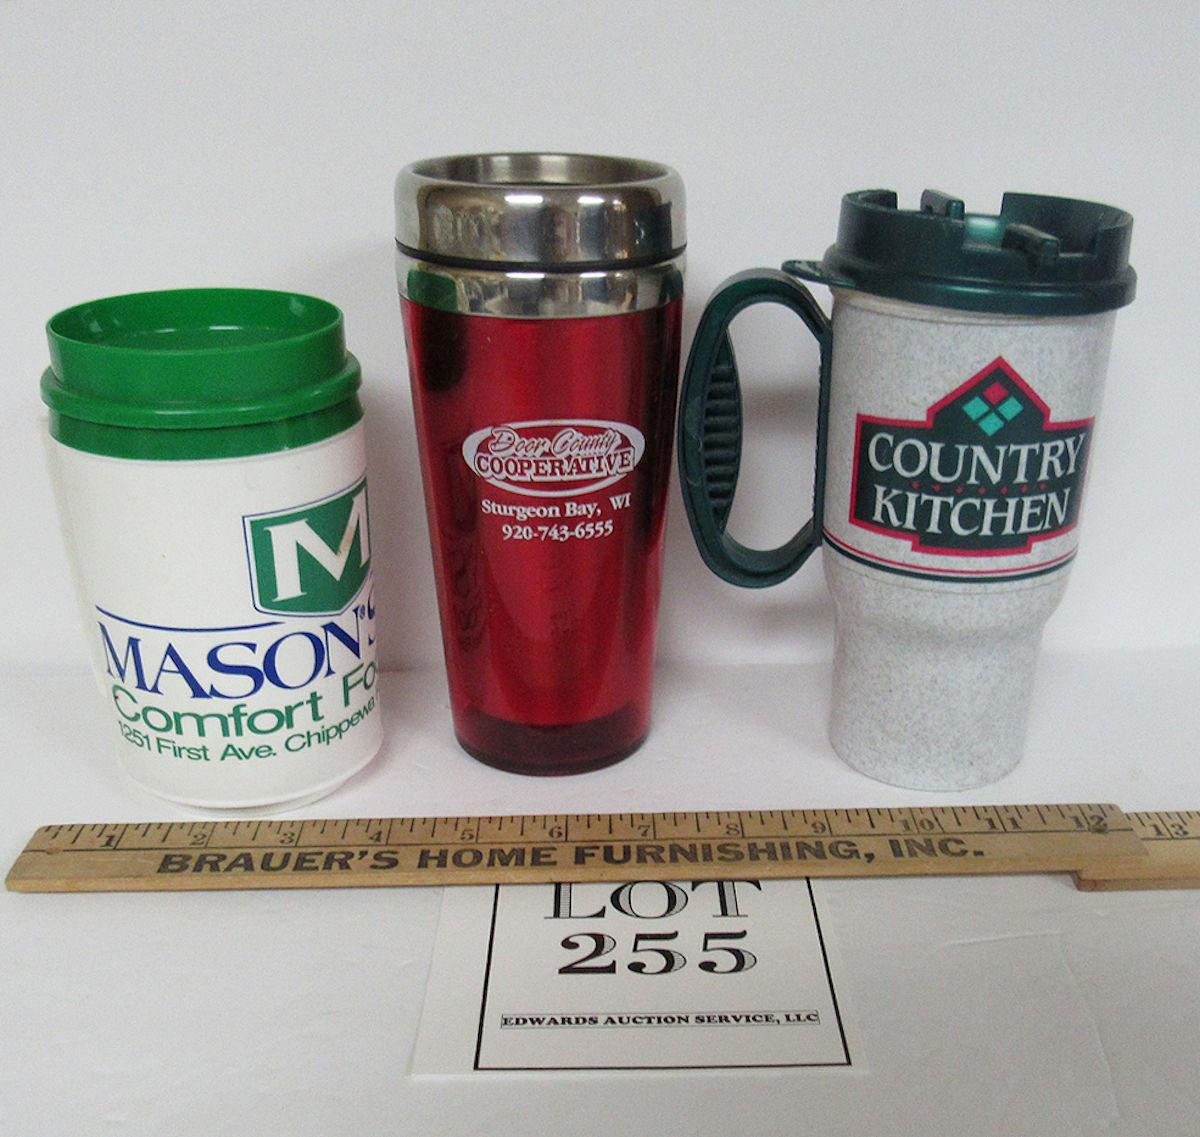 M
MASON'S
Comfort Fo
1251 First Ave. Chippewa
Door County
COOPERATIVE
Sturgeon Bay, WI
920-743-6555
COUNTRY
KITCHEN
1 2 3 4 5 6 7 8 9 10 11 12 13
BRAUER'S HOME FURNISHING, INC.
LOT
255
EDWARDS AUCTION SERVICE, LLC